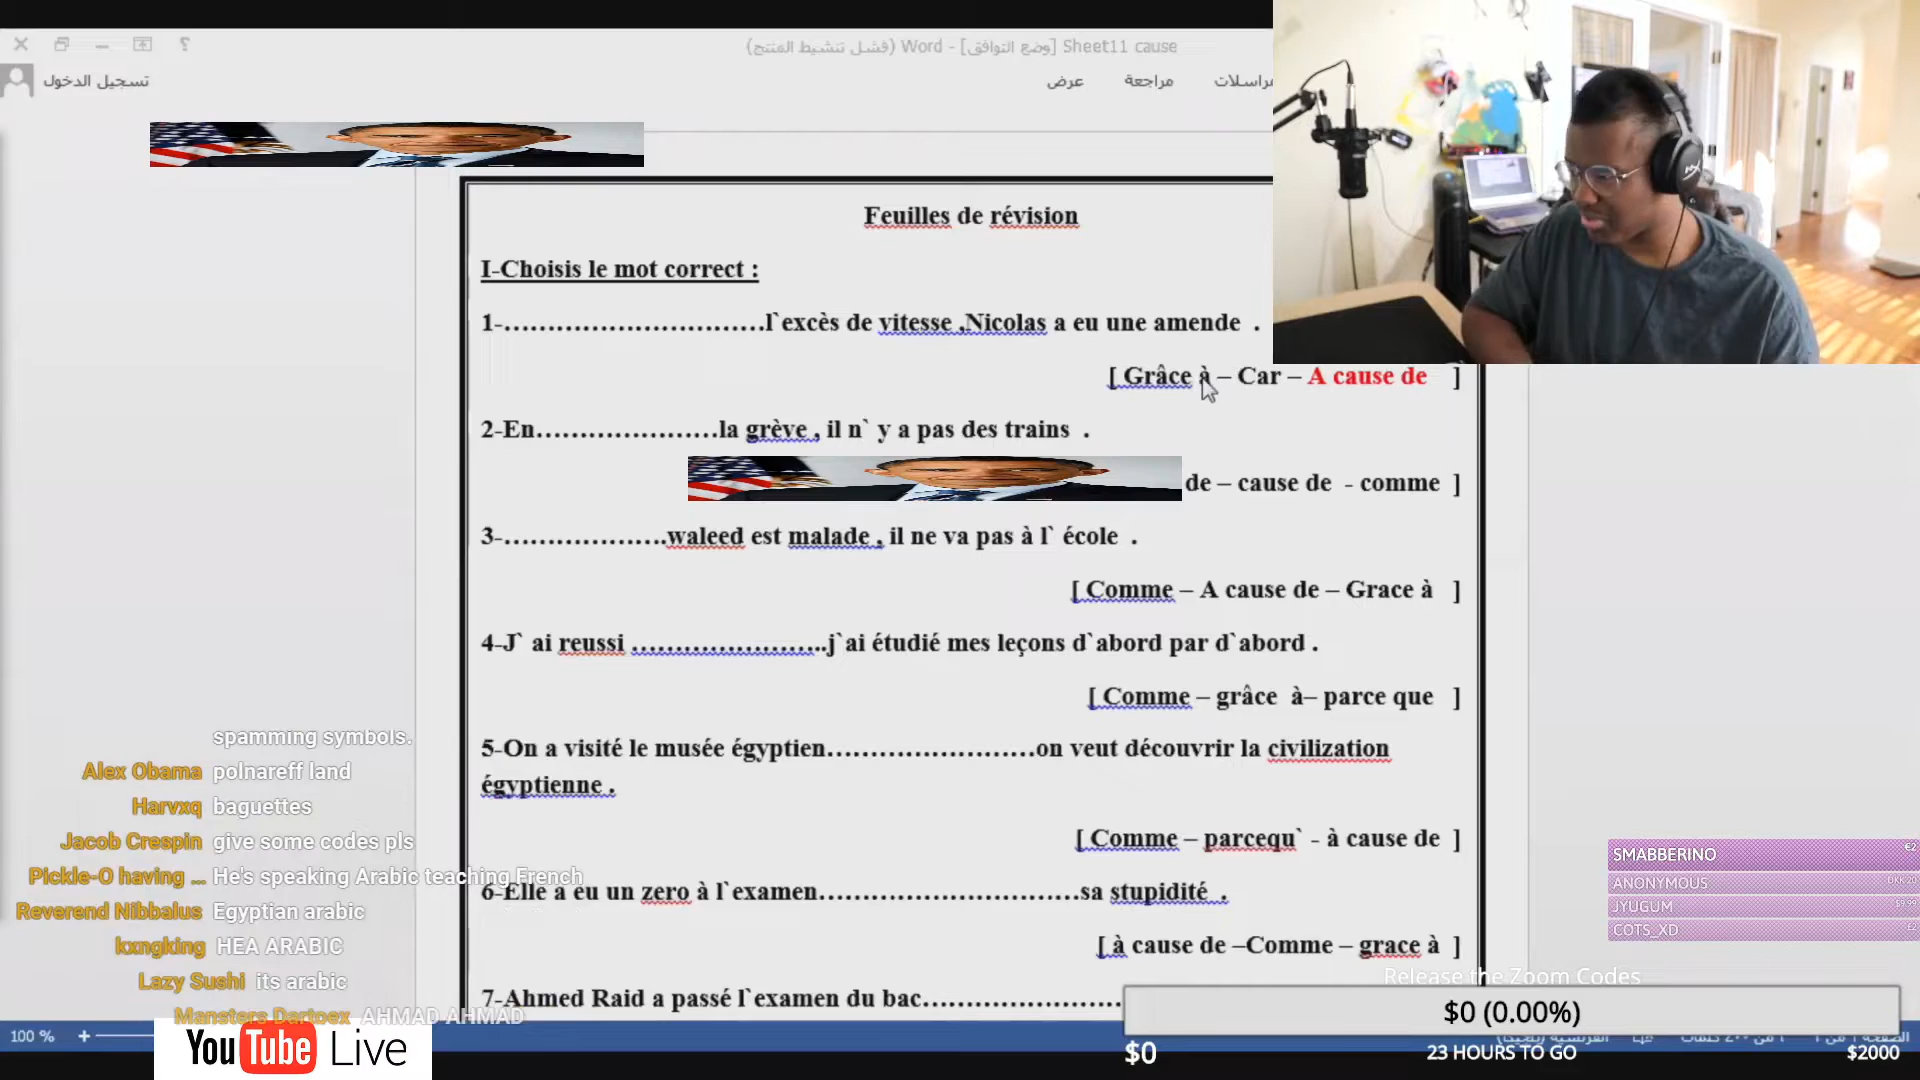 Sheet11 cause [وضع التوافق] - Word (فشل تنشيط المنتج)
?
مراجعة
عرض
تسجيل الدخول
Feuilles de révision
I-Choisis le mot correct :
1-..............................l`excès de vitesse ,Nicolas a eu une amende .
[ Grâce à – Car – A cause de ]
2-En.....................la grève , il n` y a pas des trains .
de – cause de - comme ]
3-...................waleed est malade , il ne va pas à l` école .
[ Comme – A cause de – Grace à ]
4-J` ai reussi .......................j`ai étudié mes leçons d`abord par d`abord .
[ Comme – grâce à– parce que ]
5-On a visité le musée égyptien........................on veut découvrir la civilization
égyptienne .
[ Comme – parcequ` - à cause de ]
6-Elle a eu un zero à l`examen..............................sa stupidité .
[ à cause de –Comme – grace à ]
7-Ahmed Raid a passé l`examen du bac.......................
spamming symbols.
Alex Obama polnareff land
Harvxq baguettes
Jacob Crespin give some codes pls
Pickle-O having ... He's speaking Arabic teaching French
Reverend Nibbalus Egyptian arabic
kxngking HEA ARABIC
Lazy Sushi its arabic
Mansters Dartoex AHMAD AHMAD
SMABBERINO €2
ANONYMOUS DKK 20
JYUGUM $9.99
COTS_XD £2
Release the Zoom Codes
$0 (0.00%)
$0 23 HOURS TO GO $2000
100 % +
YouTube Live